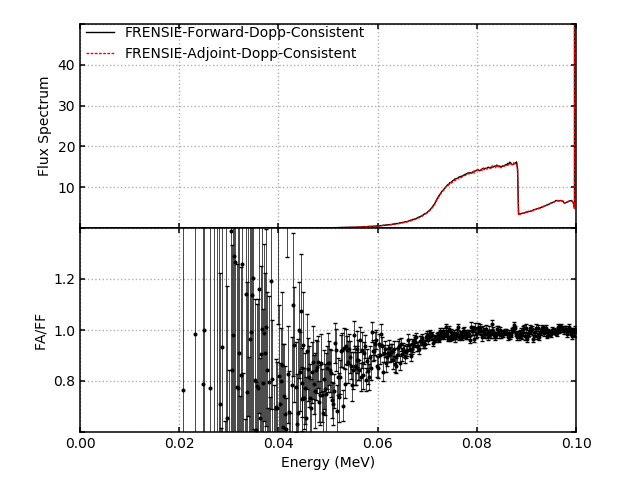 FRENSIE-Forward-Dopp-Consistent
FRENSIE-Adjoint-Dopp-Consistent
40
30
20
10
Flux Spectrum
1.2
1.0
0.8
FA/FF
0.00 0.02 0.04 0.06 0.08 0.10
Energy (MeV)